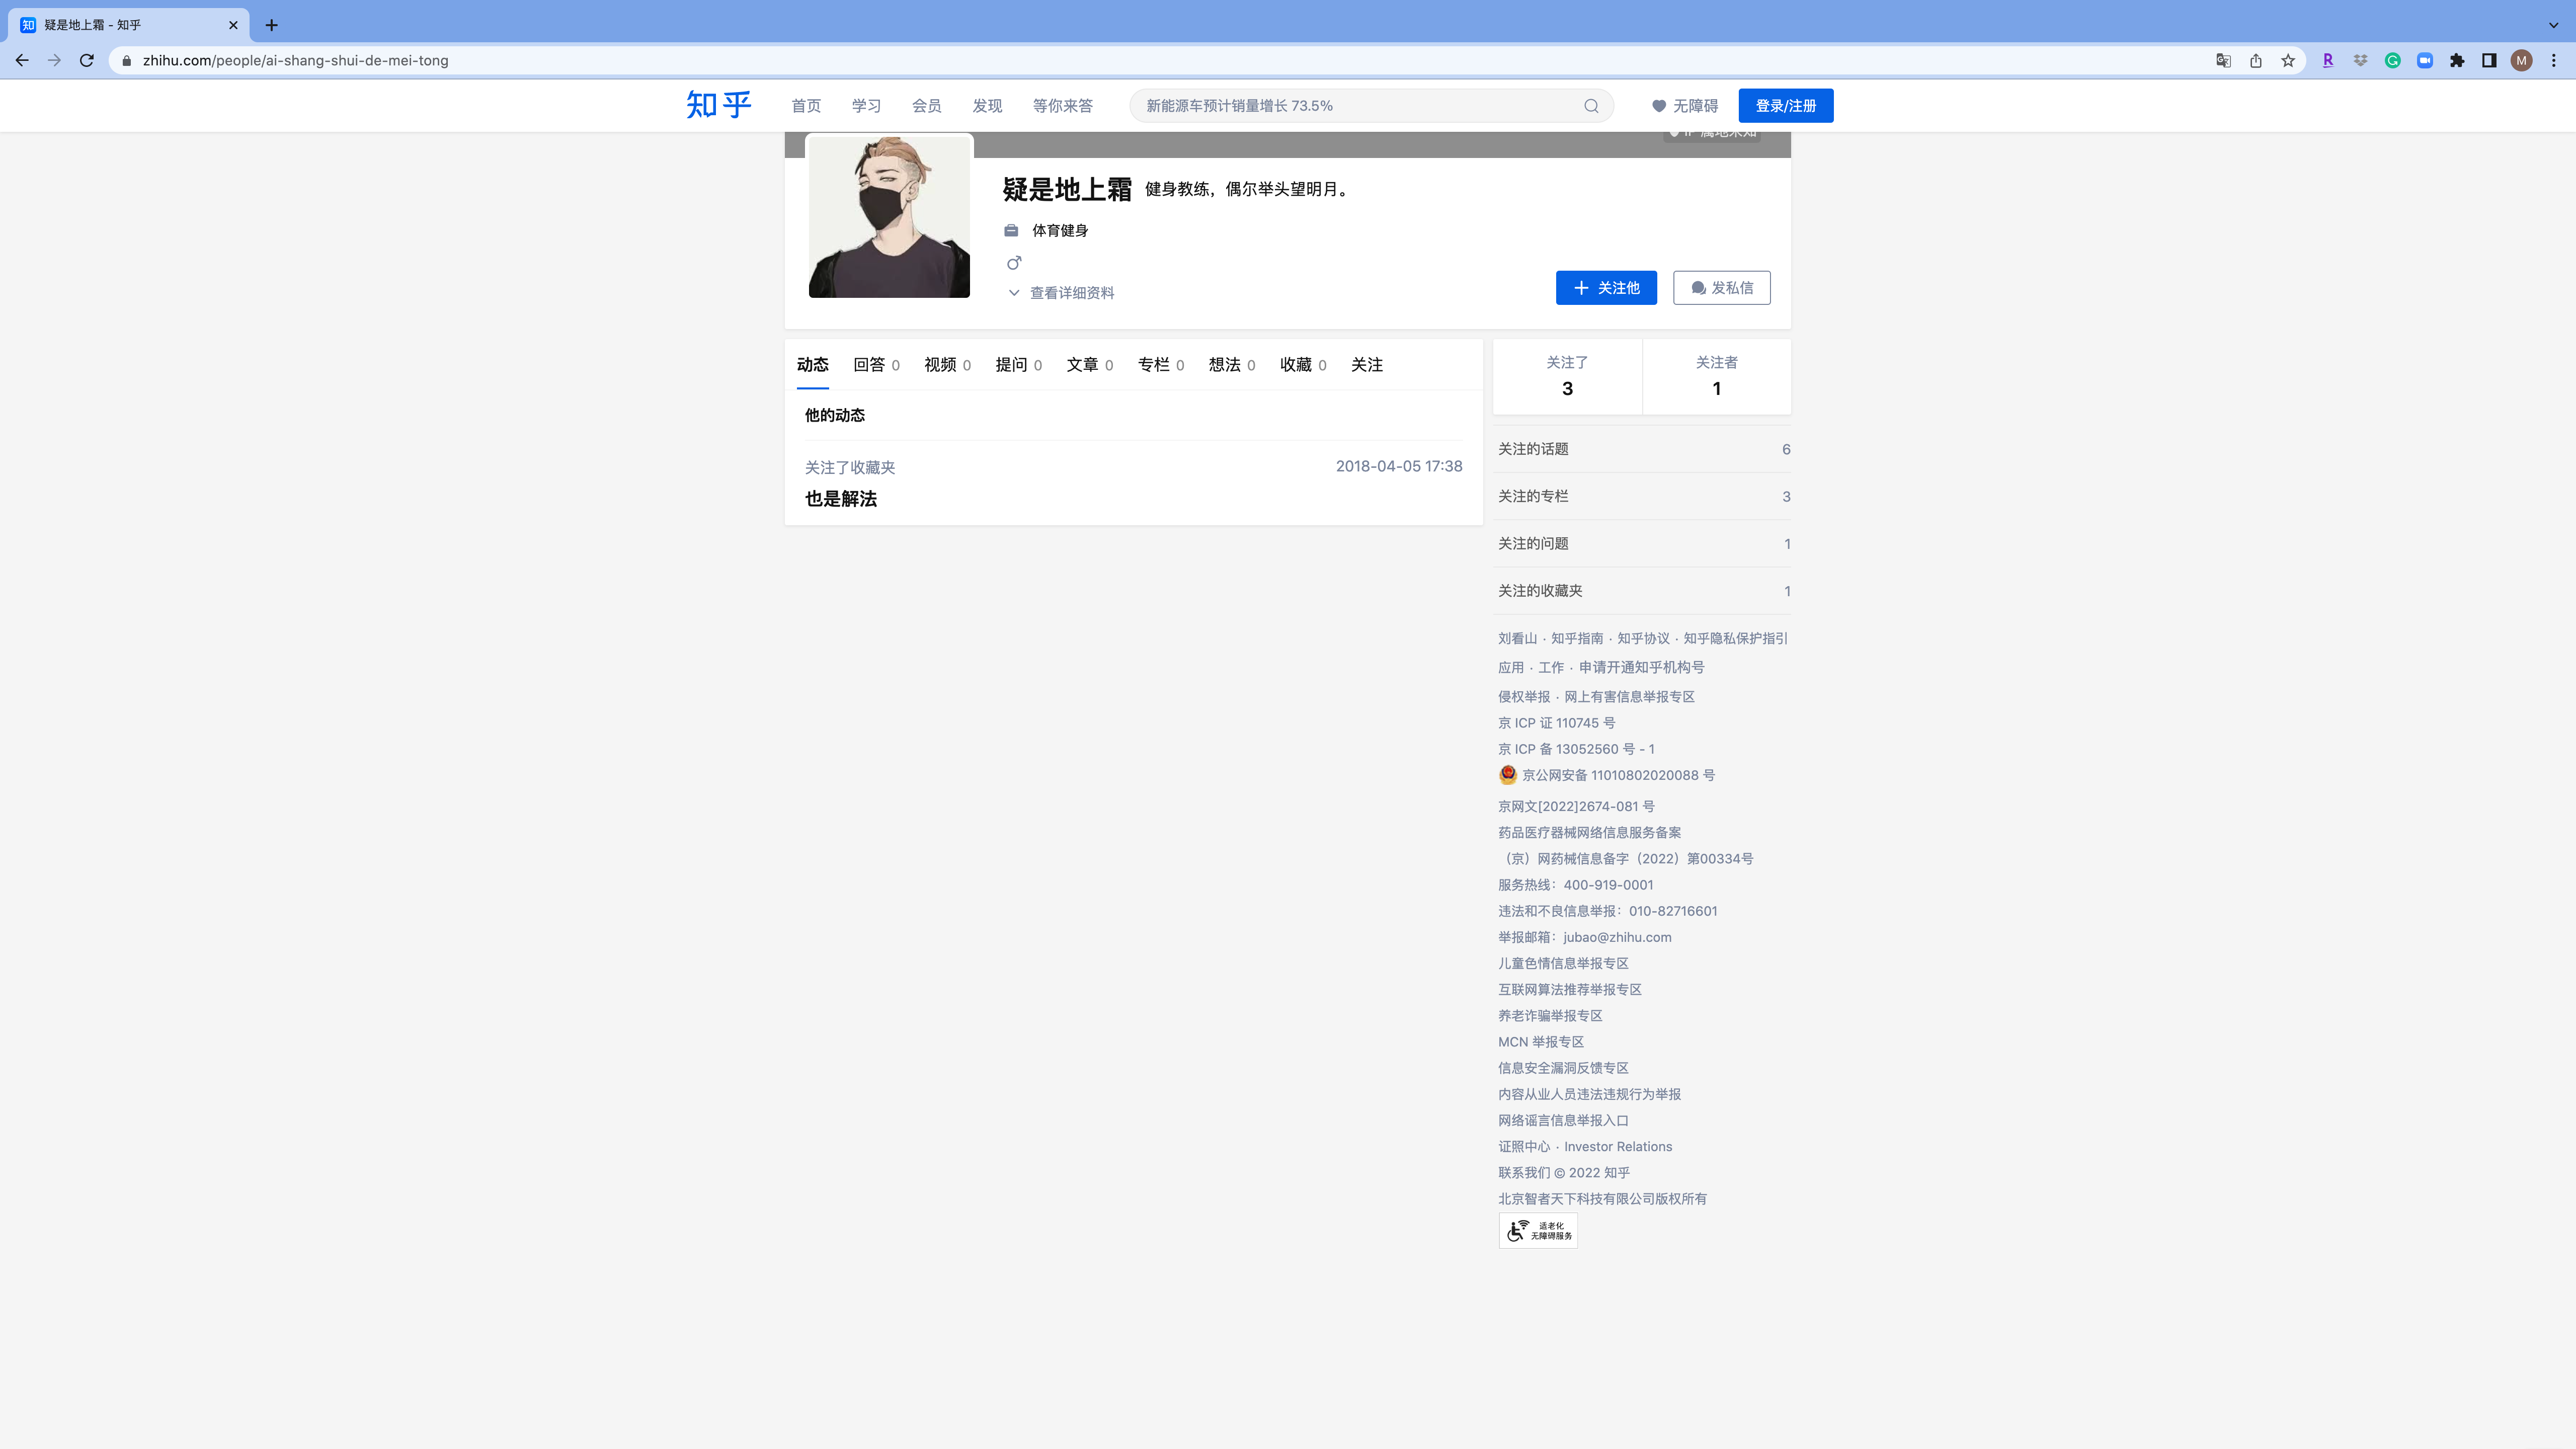 疑是地上霜 - 知乎
zhihu.com/people/ai-shang-shui-de-mei-tong
M
知乎
首页 学习 会员 发现 等你来答
新能源车预计销量增长 73.5%
无障碍
登录/注册
疑是地上霜 健身教练，偶尔举头望明月。
体育健身
查看详细资料
关注他
发私信
动态 回答 0 视频 0 提问 0 文章 0 专栏 0 想法 0 收藏 0 关注
他的动态
关注了收藏夹 2018-04-05 17:38
也是解法
关注了 关注者
3 1
关注的话题 6
关注的专栏 3
关注的问题 1
关注的收藏夹 1
刘看山 · 知乎指南 · 知乎协议 · 知乎隐私保护指引
应用 · 工作 · 申请开通知乎机构号
侵权举报 · 网上有害信息举报专区
京 ICP 证 110745 号
京 ICP 备 13052560 号 - 1
京公网安备 11010802020088 号
京网文[2022]2674-081 号
药品医疗器械网络信息服务备案
（京）网药械信息备字（2022）第00334号
服务热线：400-919-0001
违法和不良信息举报：010-82716601
举报邮箱：jubao@zhihu.com
儿童色情信息举报专区
互联网算法推荐举报专区
养老诈骗举报专区
MCN 举报专区
信息安全漏洞反馈专区
内容从业人员违法违规行为举报
网络谣言信息举报入口
证照中心 · Investor Relations
联系我们 © 2022 知乎
北京智者天下科技有限公司版权所有
适老化
无障碍服务